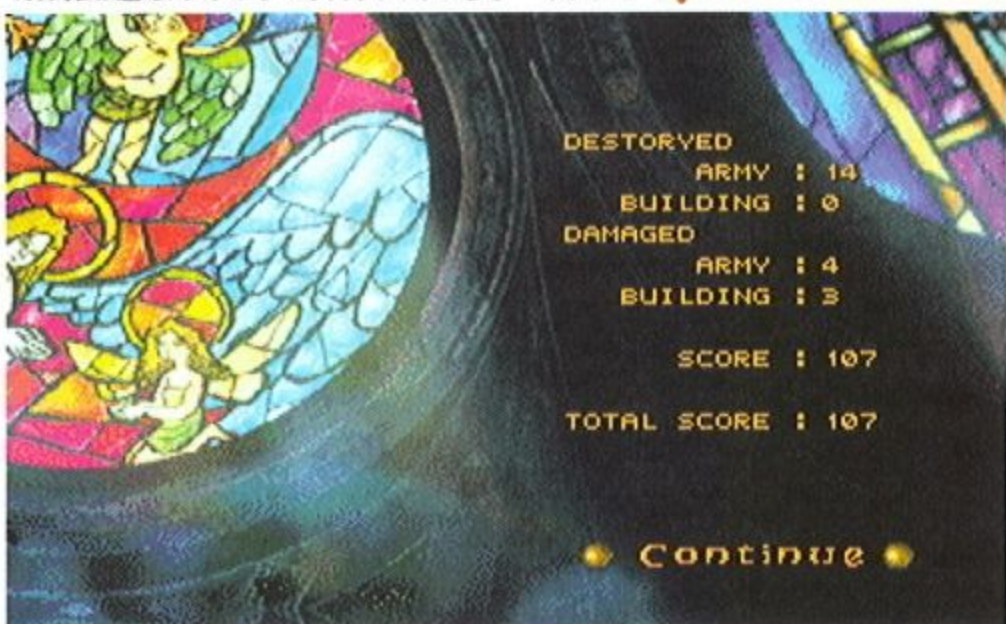 DESTORYED
ARMY : 14
BUILDING : 0
DAMAGED
ARMY : 4
BUILDING : 3
SCORE : 107
TOTAL SCORE : 107
Continue